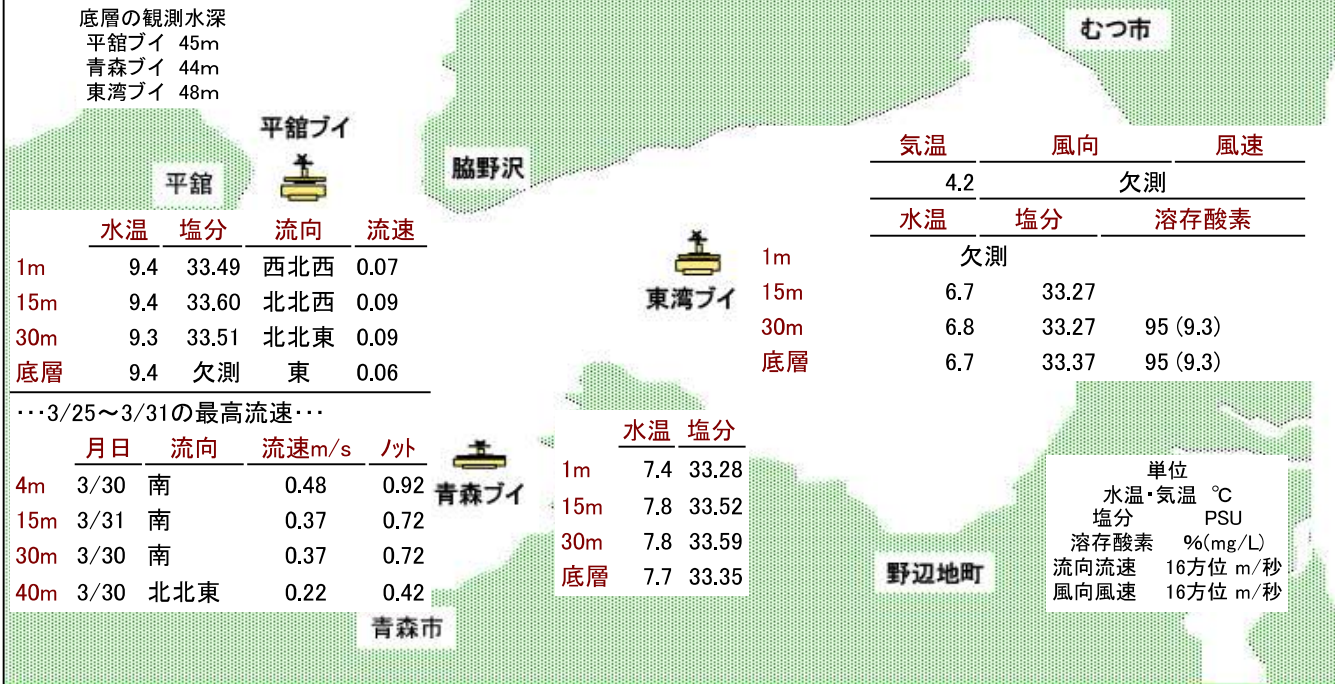 底層の観測水深
平舘ブイ 45m
青森ブイ 44m
東湾ブイ 48m
むつ市
平舘ブイ
平舘
脇野沢
水温 塩分 流向 流速
1m 9.4 33.49 西北西 0.07
15m 9.4 33.60 北北西 0.09
30m 9.3 33.51 北北東 0.09
底層 9.4 欠測 東 0.06
…3/25~3/31の最高流速…
月日 流向 流速m/s ノット
4m 3/30 南 0.48 0.92
15m 3/31 南 0.37 0.72
30m 3/30 南 0.37 0.72
40m 3/30 北北東 0.22 0.42
気温 風向 風速
4.2 欠測
水温 塩分 溶存酸素
1m 欠測
15m 6.7 33.27
30m 6.8 33.27 95 (9.3)
底層 6.7 33.37 95 (9.3)
東湾ブイ
青森ブイ
水温 塩分
1m 7.4 33.28
15m 7.8 33.52
30m 7.8 33.59
底層 7.7 33.35
青森市
野辺地町
単位
水温・気温 ℃
塩分 PSU
溶存酸素 %(mg/L)
流向流速 16方位 m/秒
風向風速 16方位 m/秒